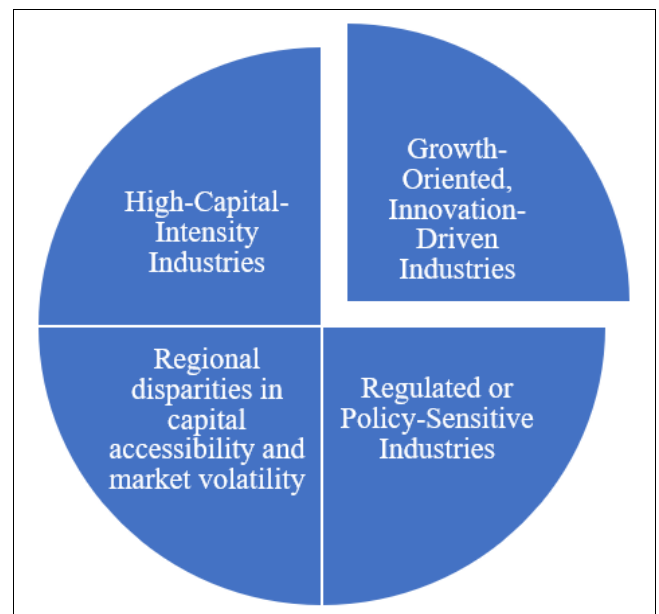 High-Capital-
Intensity
Industries
Growth-
Oriented,
Innovation-
Driven
Industries
Regional
disparities in
capital
accessibility and
market volatility
Regulated or
Policy-Sensitive
Industries